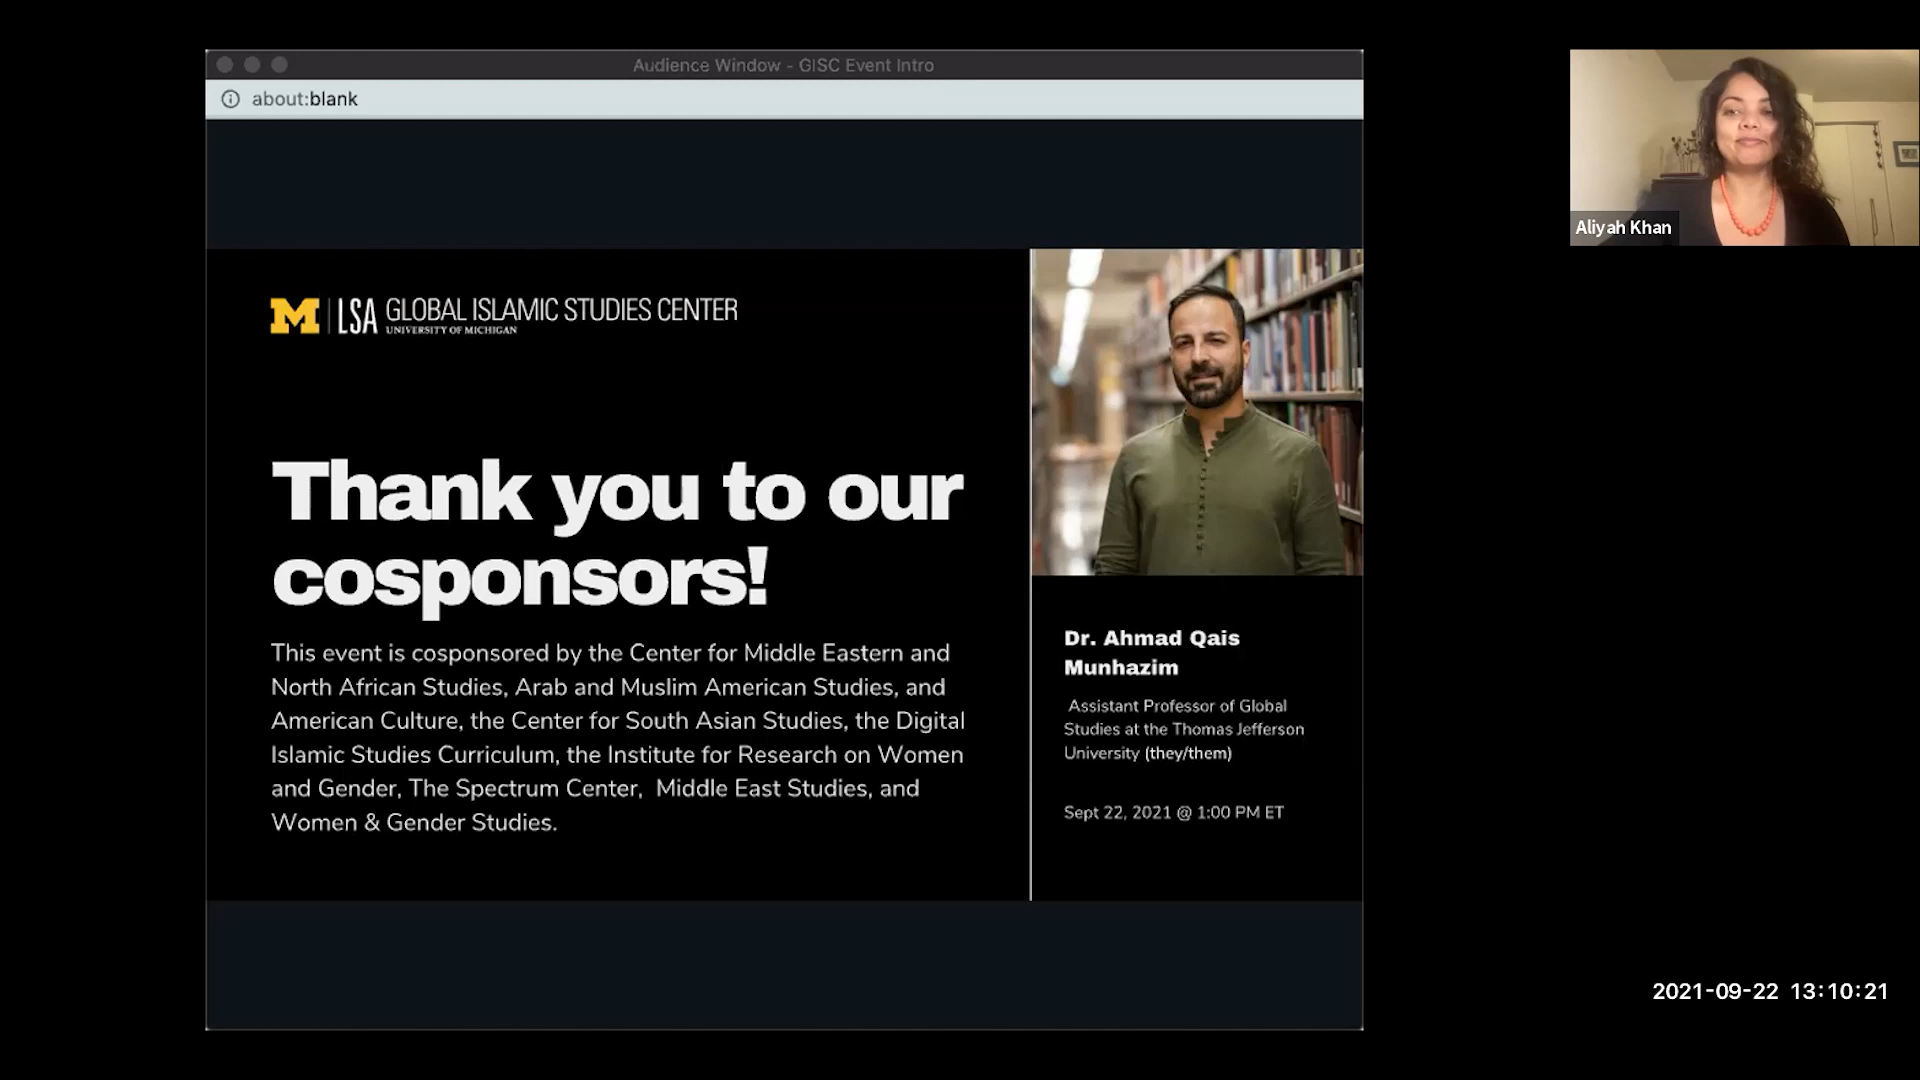 Audience Window - GISC Event Intro
about:blank
M LSA GLOBAL ISLAMIC STUDIES CENTER
UNIVERSITY OF MICHIGAN
Thank you to our
cosponsors!
This event is cosponsored by the Center for Middle Eastern and
North African Studies, Arab and Muslim American Studies, and
American Culture, the Center for South Asian Studies, the Digital
Islamic Studies Curriculum, the Institute for Research on Women
and Gender, The Spectrum Center, Middle East Studies, and
Women & Gender Studies.
Dr. Ahmad Qais
Munhazim
Assistant Professor of Global
Studies at the Thomas Jefferson
University (they/them)
Sept 22, 2021 @ 1:00 PM ET
Aliyah Khan
2021-09-22 13:10:21